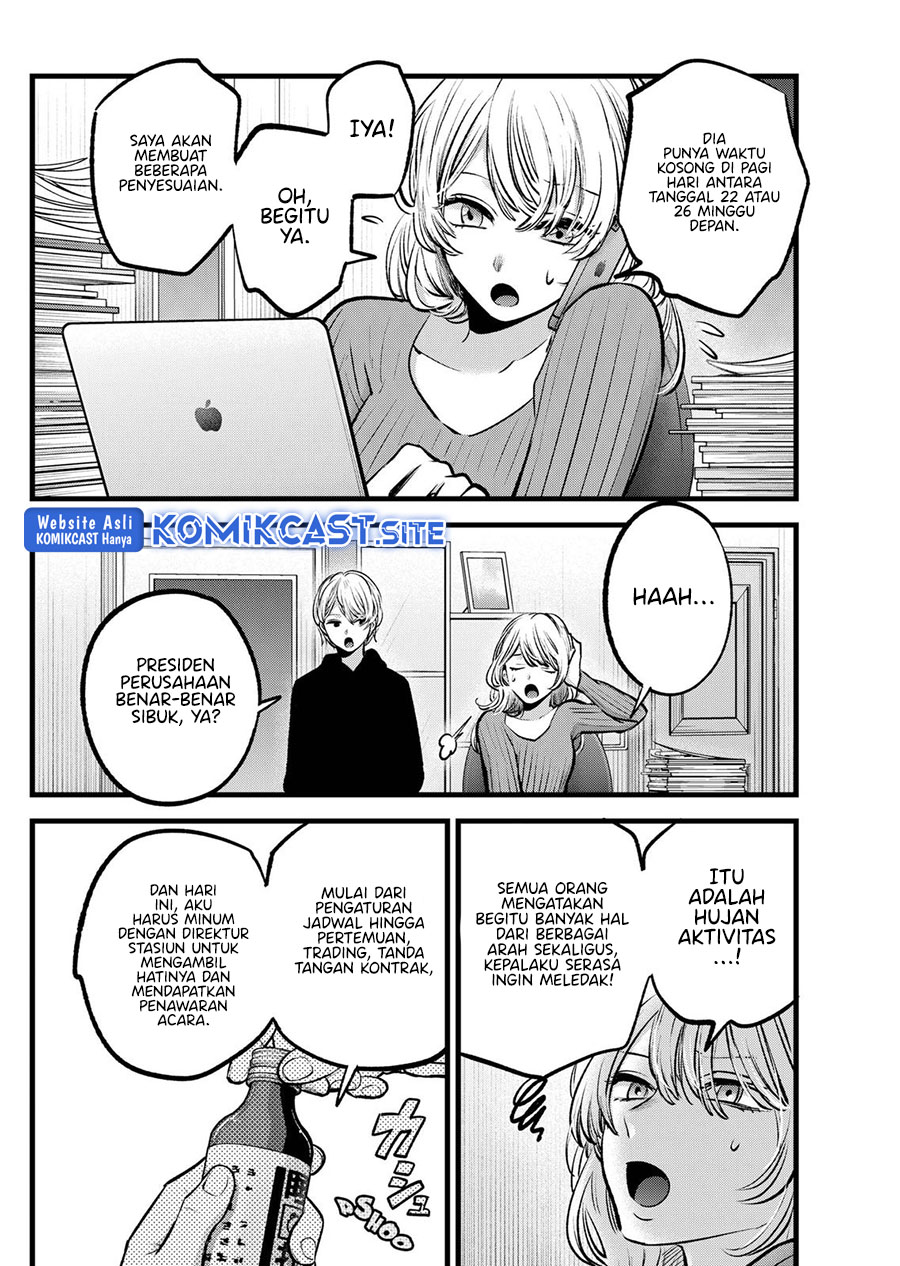 DIA
PUNYA WAKTU
KOSONG DI PAGI
HARI ANTARA
TANGGAL 22 ATAU
26 MINGGU
DEPAN.
IYA!
OH,
BEGITU
YA.
SAYA AKAN
MEMBUAT
BEBERAPA
PENYESUAIAN.
Website Asli
KOMIKCAST Hanya
KOMIKCAST.SITE
HAAH...
PRESIDEN
PERUSAHAAN
BENAR-BENAR
SIBUK, YA?
ITU
ADALAH
HUJAN
AKTIVITAS
...!
SEMUA ORANG
MENGATAKAN
BEGITU BANYAK HAL
DARI BERBAGAI
ARAH SEKALIGUS,
KEPALAKU SERASA
INGIN MELEDAK!
MULAI DARI
PENGATURAN
JADWAL HINGGA
PERTEMUAN,
TRADING, TANDA
TANGAN KONTRAK,
DAN HARI
INI, AKU
HARUS MINUM
DENGAN DIREKTUR
STASIUN UNTUK
MENGAMBIL
HATINYA DAN
MENDAPATKAN
PENAWARAN
ACARA.
カシュ
PSHOO